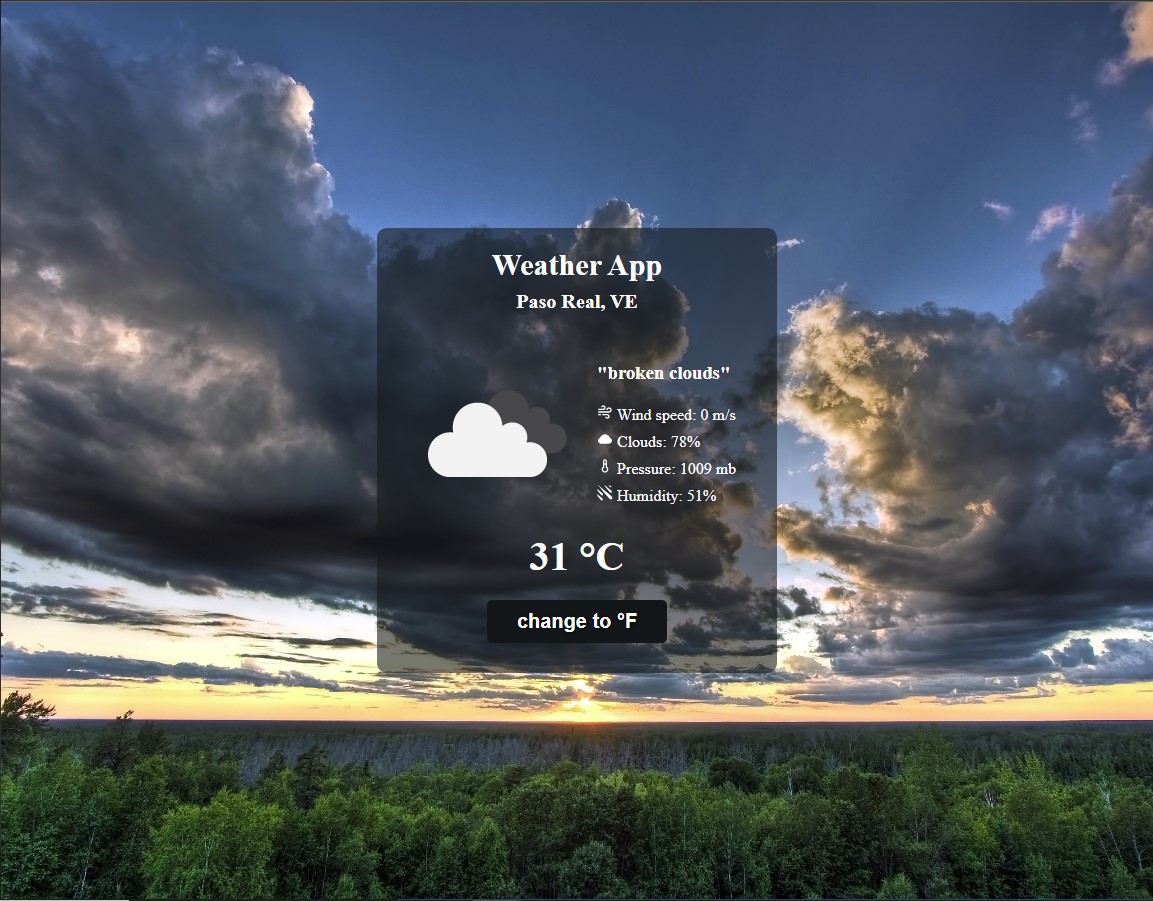 Weather App
Paso Real, VE
"broken clouds"
Wind speed: 0 m/s
Clouds: 78%
Pressure: 1009 mb
Humidity: 51%
31 °C
change to °F